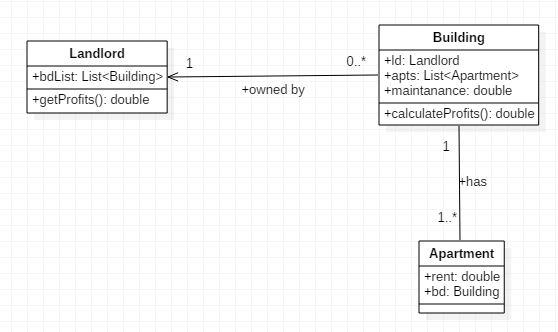 Landlord
+bdList: List<Building>
+getProfits(): double
1
0..*
+owned by
Building
+ld: Landlord
+apts: List<Apartment>
+maintanance: double
+calculateProfits(): double
1
+has
1..*
Apartment
+rent: double
+bd: Building